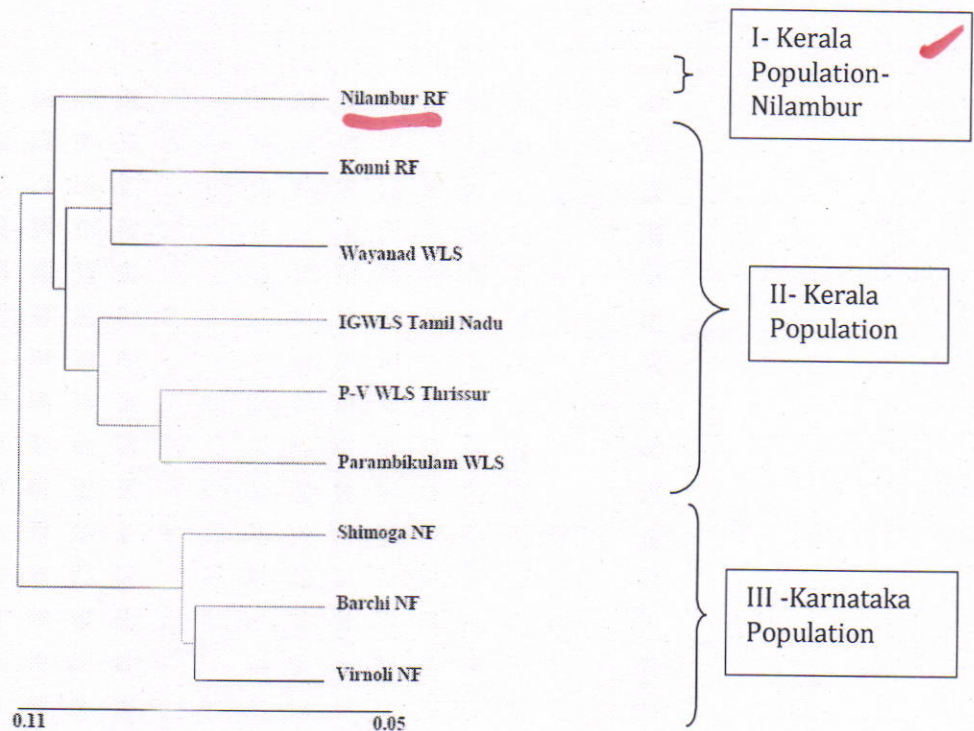 I- Kerala
Population-
Nilambur
Nilambur RF
Konni RF
Wayanad WLS
IGWLS Tamil Nadu
P-V WLS Thrissur
Parambikulam WLS
II- Kerala
Population
Shimoga NF
Barchi NF
Virnoli NF
III -Karnataka
Population
0.11
0.05